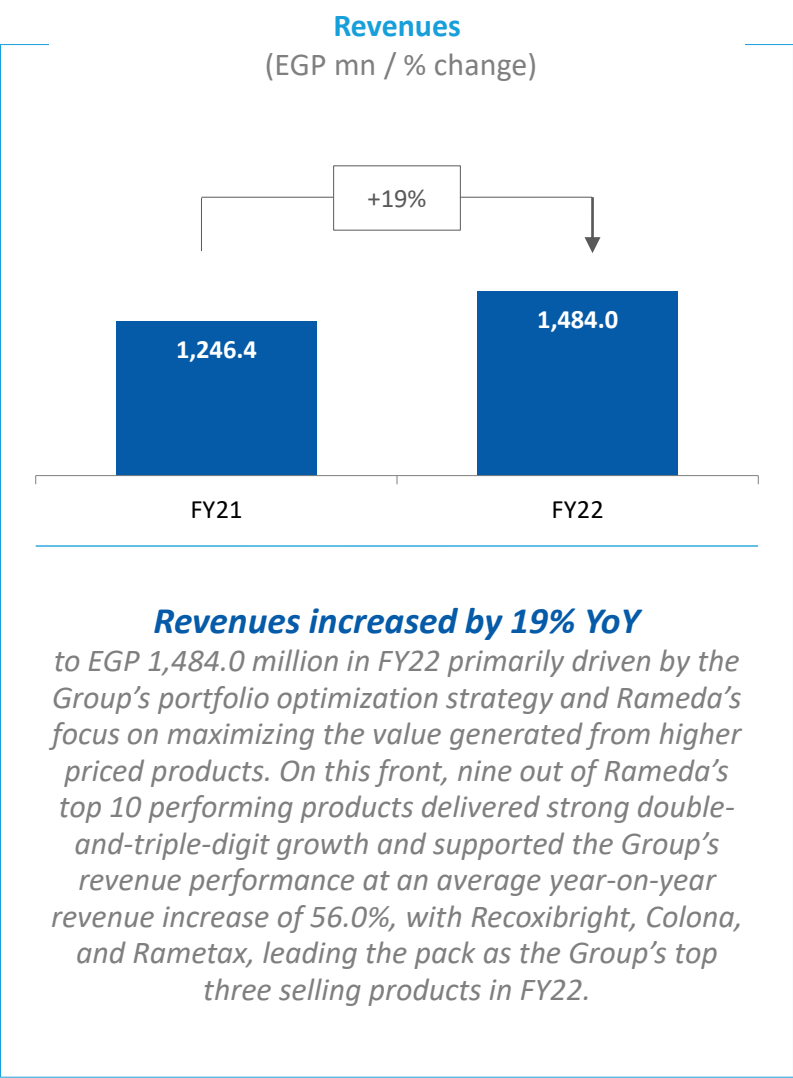 Revenues
(EGP mn / % change)
+19%
1,246.4
1,484.0
FY21
FY22
Revenues increased by 19% YoY
to EGP 1,484.0 million in FY22 primarily driven by the
Group’s portfolio optimization strategy and Rameda’s
focus on maximizing the value generated from higher
priced products. On this front, nine out of Rameda’s
top 10 performing products delivered strong double-
and-triple-digit growth and supported the Group’s
revenue performance at an average year-on-year
revenue increase of 56.0%, with Recoxibright, Colona,
and Rametax, leading the pack as the Group’s top
three selling products in FY22.